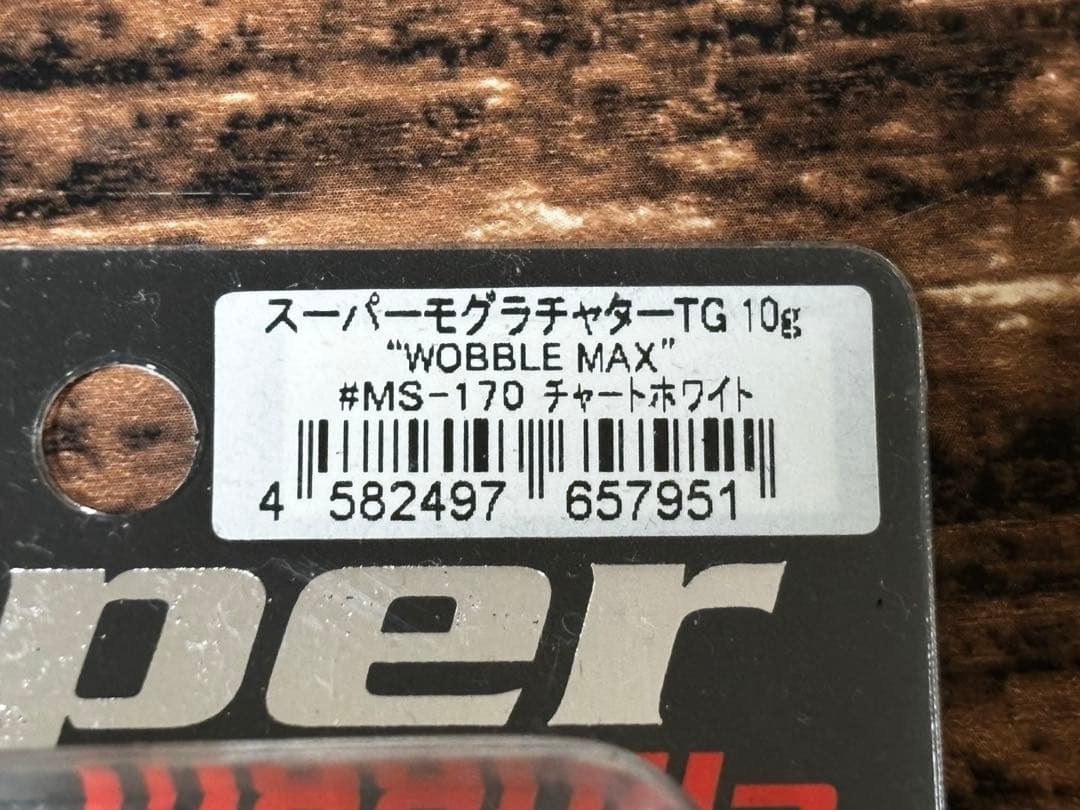 スーパーモグラチャターTG 10g
“WOBBLE MAX”
#MS-170 チャートホワイト
4 582497 657951
per